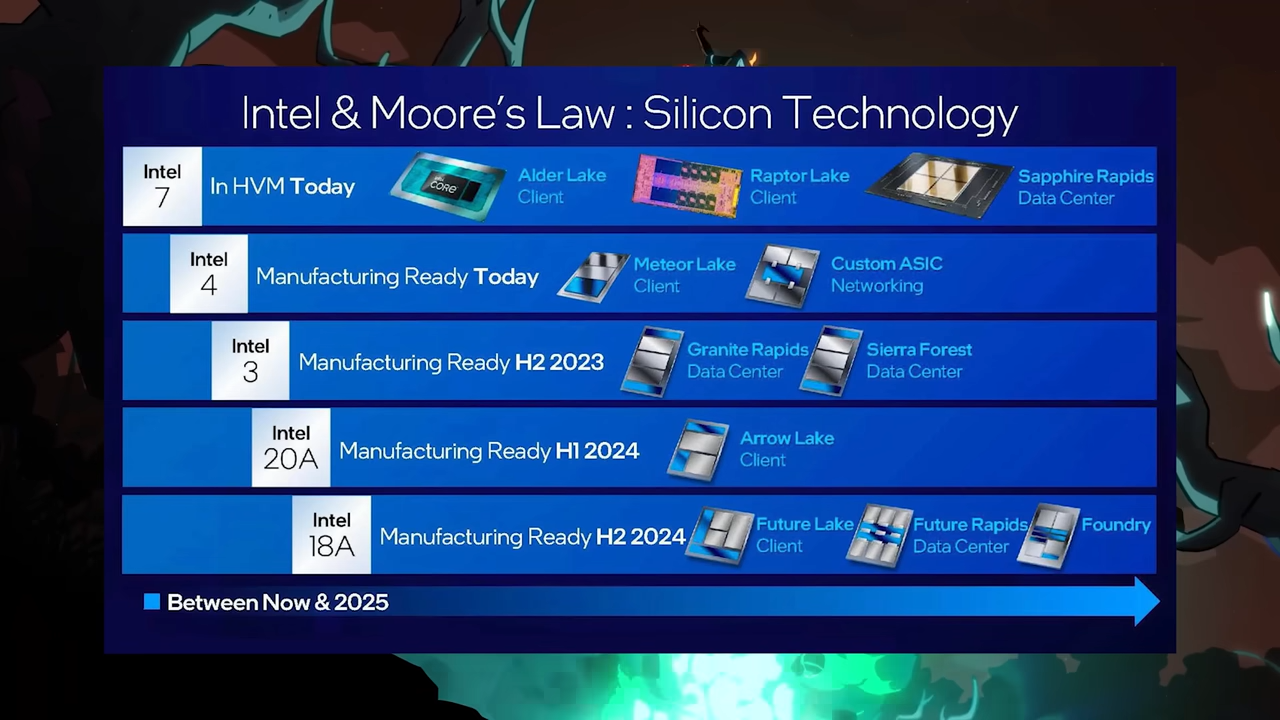 Intel & Moore's Law : Silicon Technology
Intel
7
In HVM Today
intel
CORE
Alder Lake
Client
Raptor Lake
Client
Sapphire Rapids
Data Center
Intel
4
Manufacturing Ready Today
Meteor Lake
Client
Custom ASIC
Networking
Intel
3
Manufacturing Ready H2 2023
Granite Rapids
Data Center
Sierra Forest
Data Center
Intel
20A
Manufacturing Ready H1 2024
Arrow Lake
Client
Intel
18A
Manufacturing Ready H2 2024
Future Lake
Client
Future Rapids
Data Center
Foundry
Between Now & 2025